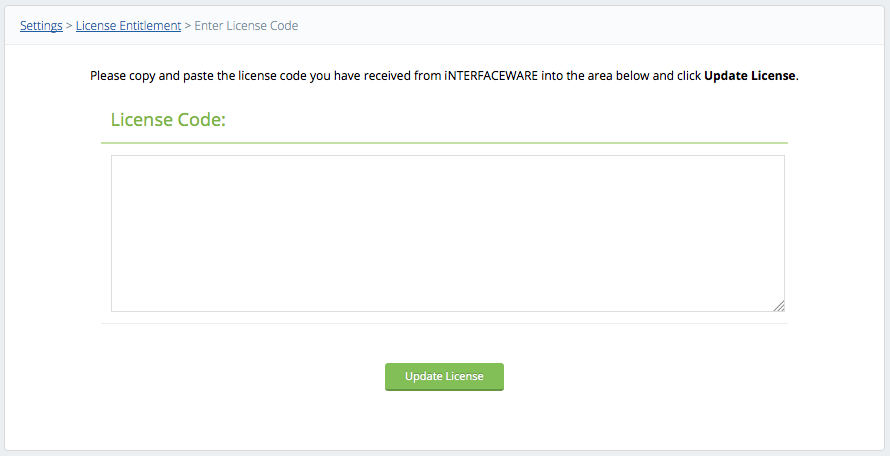 Settings > License Entitlement > Enter License Code
Please copy and paste the license code you have received from iNTERFACEWARE into the area below and click Update License.
License Code:
Update License